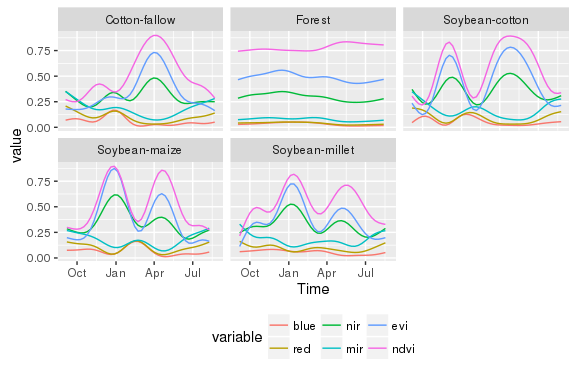 Cotton-fallow Forest Soybean-cotton
0.75
0.50
0.25
0.00
value
Soybean-maize Soybean-millet
0.75
0.50
0.25
0.00
Oct Jan Apr Jul Oct Jan Apr Jul
Time
variable blue nir evi
red mir ndvi